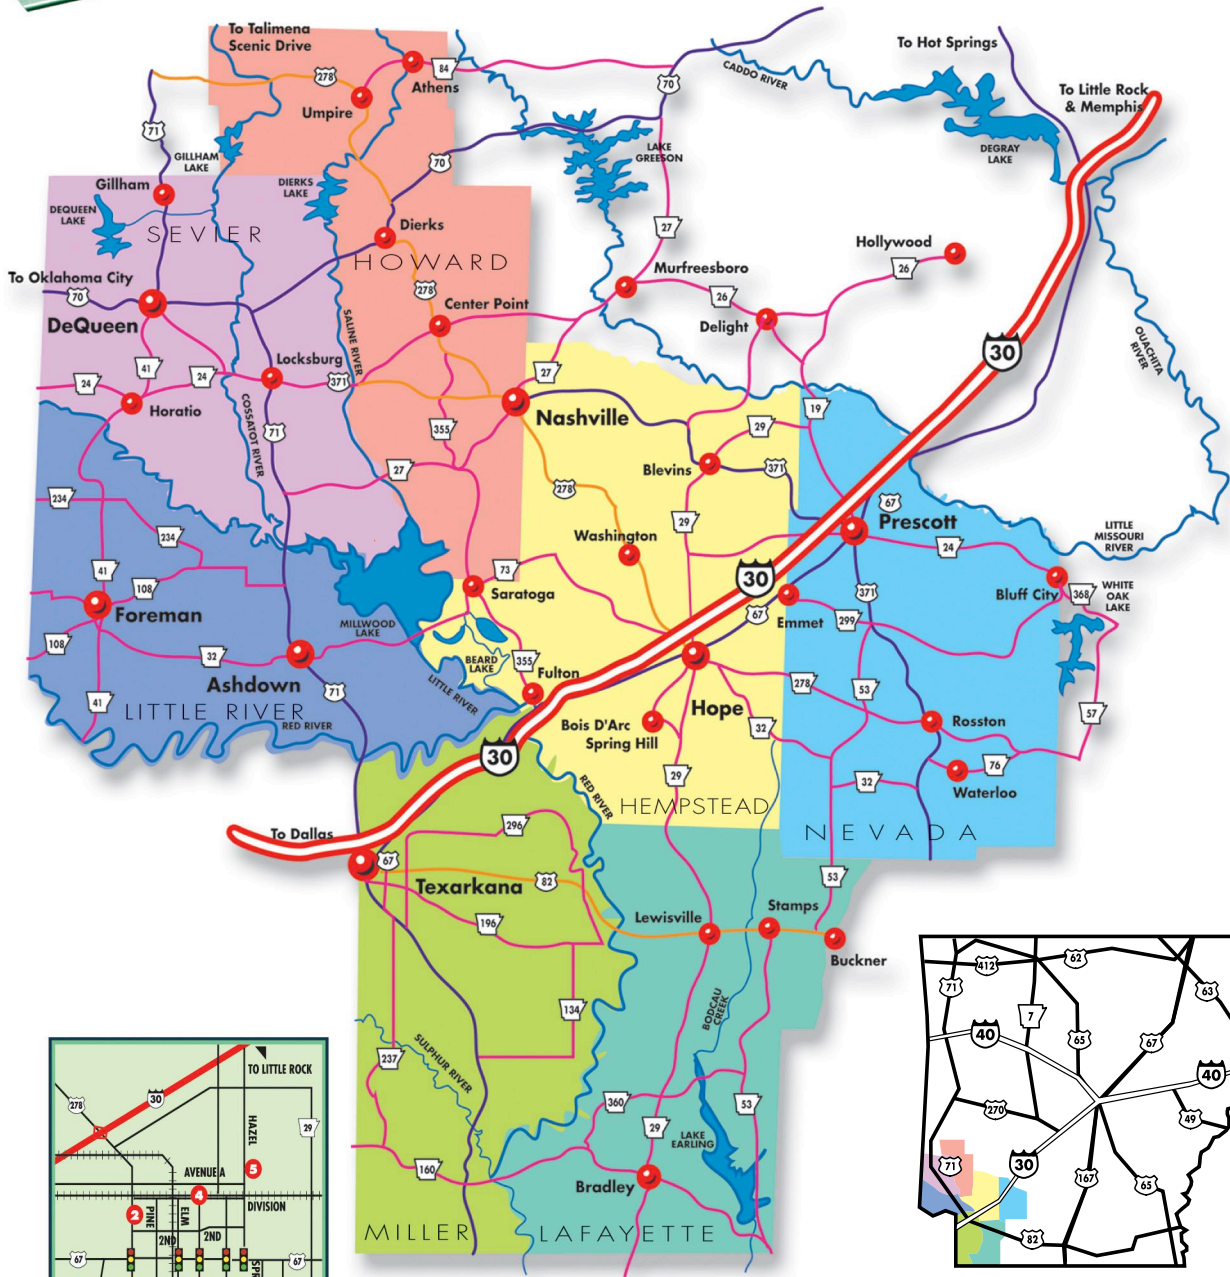 To Talimena
Scenic Drive
278
84
Athens
Umpire
70
CADDO RIVER
To Hot Springs
To Little Rock
& Memphis
DEGRAY
LAKE
71
GILLHAM
LAKE
70
LAKE
GREESON
Gillham
DIERKS
LAKE
DEQUEEN
LAKE
SEVIER
Dierks
HOWARD
27
Hollywood
26
To Oklahoma City
70
DeQueen
278
Center Point
Murfreesboro
26
Delight
SALINE RIVER
OUACHITA
RIVER
30
41
24
24
Locksburg
371
27
Horatio
COSSATOT RIVER
71
Nashville
19
355
29
27
Blevins
371
234
278
67
Prescott
29
Washington
234
24
LITTLE
MISSOURI
RIVER
41
108
73
30
Saratoga
Bluff City
368
WHITE
OAK
LAKE
Foreman
371
67
Emmet
299
MILLWOOD
LAKE
108
32
BEARD
LAKE
355
Fulton
Ashdown
71
LITTLE RIVER
278
53
41
LITTLE RIVER
RED RIVER
Hope
Bois D'Arc
Spring Hill
32
Rosston
57
30
29
76
32
Waterloo
RED RIVER
HEMPSTEAD
NEVADA
To Dallas
296
67
Texarkana
82
53
196
Lewisville
Stamps
Buckner
BODCAU
CREEK
134
SULPHUR RIVER
237
360
53
29
LAKE
EARLING
160
Bradley
MILLER
LAFAYETTE
TO LITTLE ROCK
278
30
HAZEL
29
AVENUE A
5
4
2
PINE
ELM
DIVISION
2ND
2ND
67
67
SPR
412
62
71
63
7
40
65
67
40
270
49
71
30
167
65
82